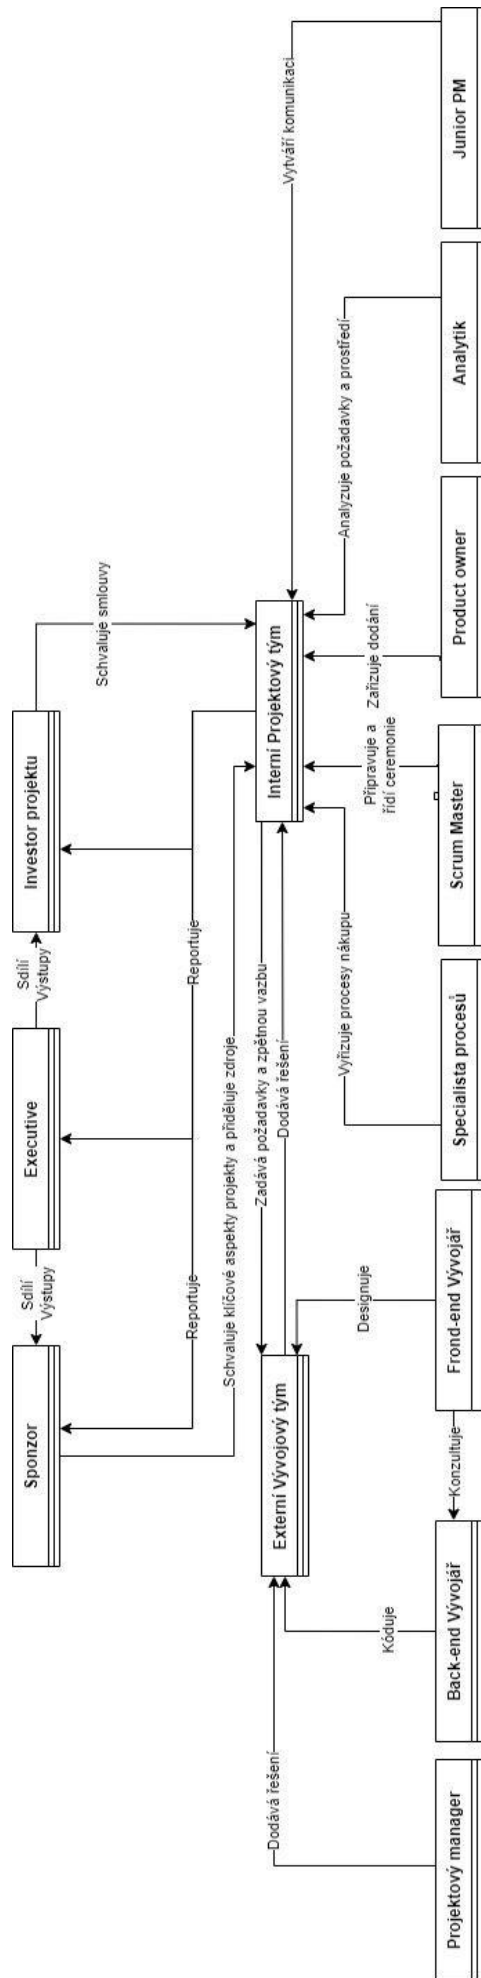 Sponzor
Sdílí
Výstupy
Executive
Sdílí
Výstupy
Investor projektu
Reportuje
Reportuje
Schvaluje smlouvy
Schvaluje klíčové aspekty projekty a přiděluje zdroje
Externí Vývojový tým
Zadává požadavky a zpětnou vazbu
Dodává řešení
Interní Projektový tým
Dodává řešení
Kóduje
Designuje
Vyřizuje procesy nákupu
Připravuje a
řídí ceremonie
Zařizuje dodání
Analyzuje požadavky a prostředí
Vytváří komunikaci
Projektový manager
Back-end Vývojář
Konzultuje
Frond-end Vývojář
Specialista procesů
Scrum Master
Product owner
Analytik
Junior PM